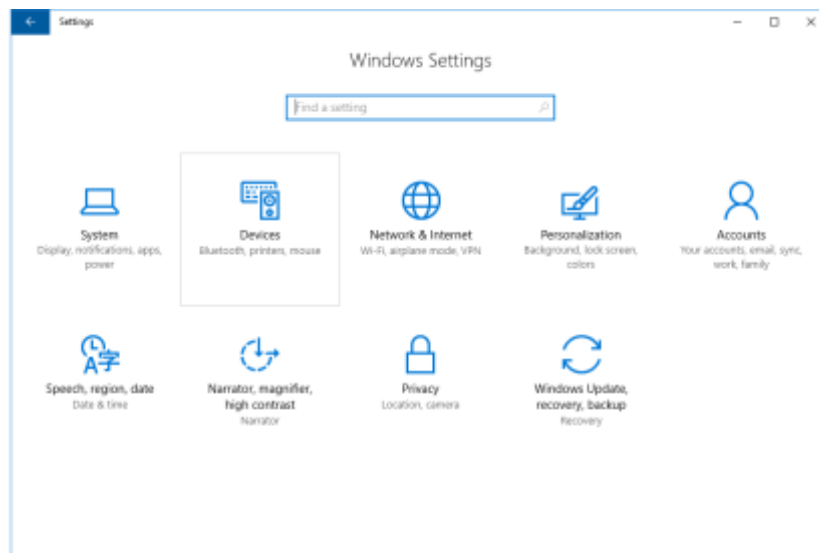 Settings
Windows Settings
Find a setting
System
Display, notifications, apps,
power
Devices
Bluetooth, printers, mouse
Network & Internet
Wi-Fi, airplane mode, VPN
Personalization
Background, lock screen,
colors
Accounts
Your accounts, email, sync,
work, family
A字
Speech, region, date
Date & time
Narrator, magnifier,
high contrast
Narrator
Privacy
Location, camera
Windows Update,
recovery, backup
Recovery